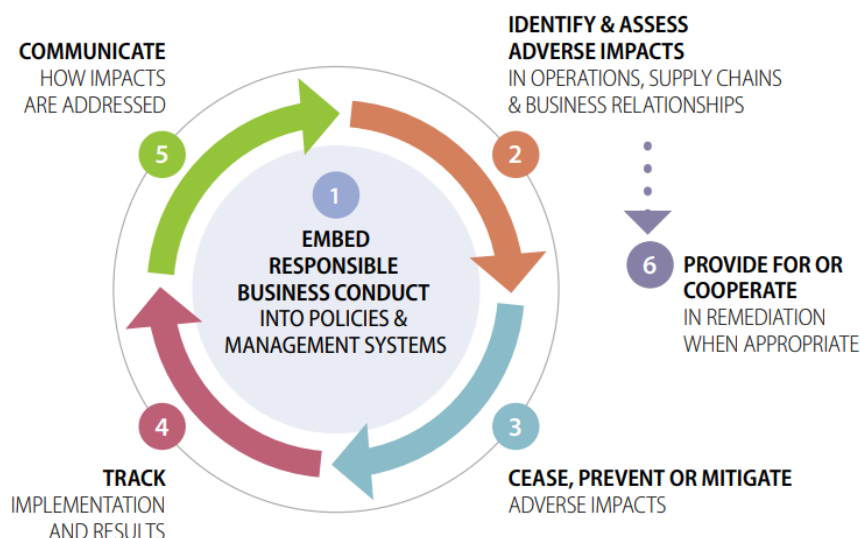 1
EMBED
RESPONSIBLE
BUSINESS CONDUCT
INTO POLICIES &
MANAGEMENT SYSTEMS
IDENTIFY & ASSESS
ADVERSE IMPACTS
IN OPERATIONS, SUPPLY CHAINS
& BUSINESS RELATIONSHIPS
2
3
CEASE, PREVENT OR MITIGATE
ADVERSE IMPACTS
4
TRACK
IMPLEMENTATION
AND RESULTS
COMMUNICATE
HOW IMPACTS
ARE ADDRESSED
5
6
PROVIDE FOR OR
COOPERATE
IN REMEDIATION
WHEN APPROPRIATE